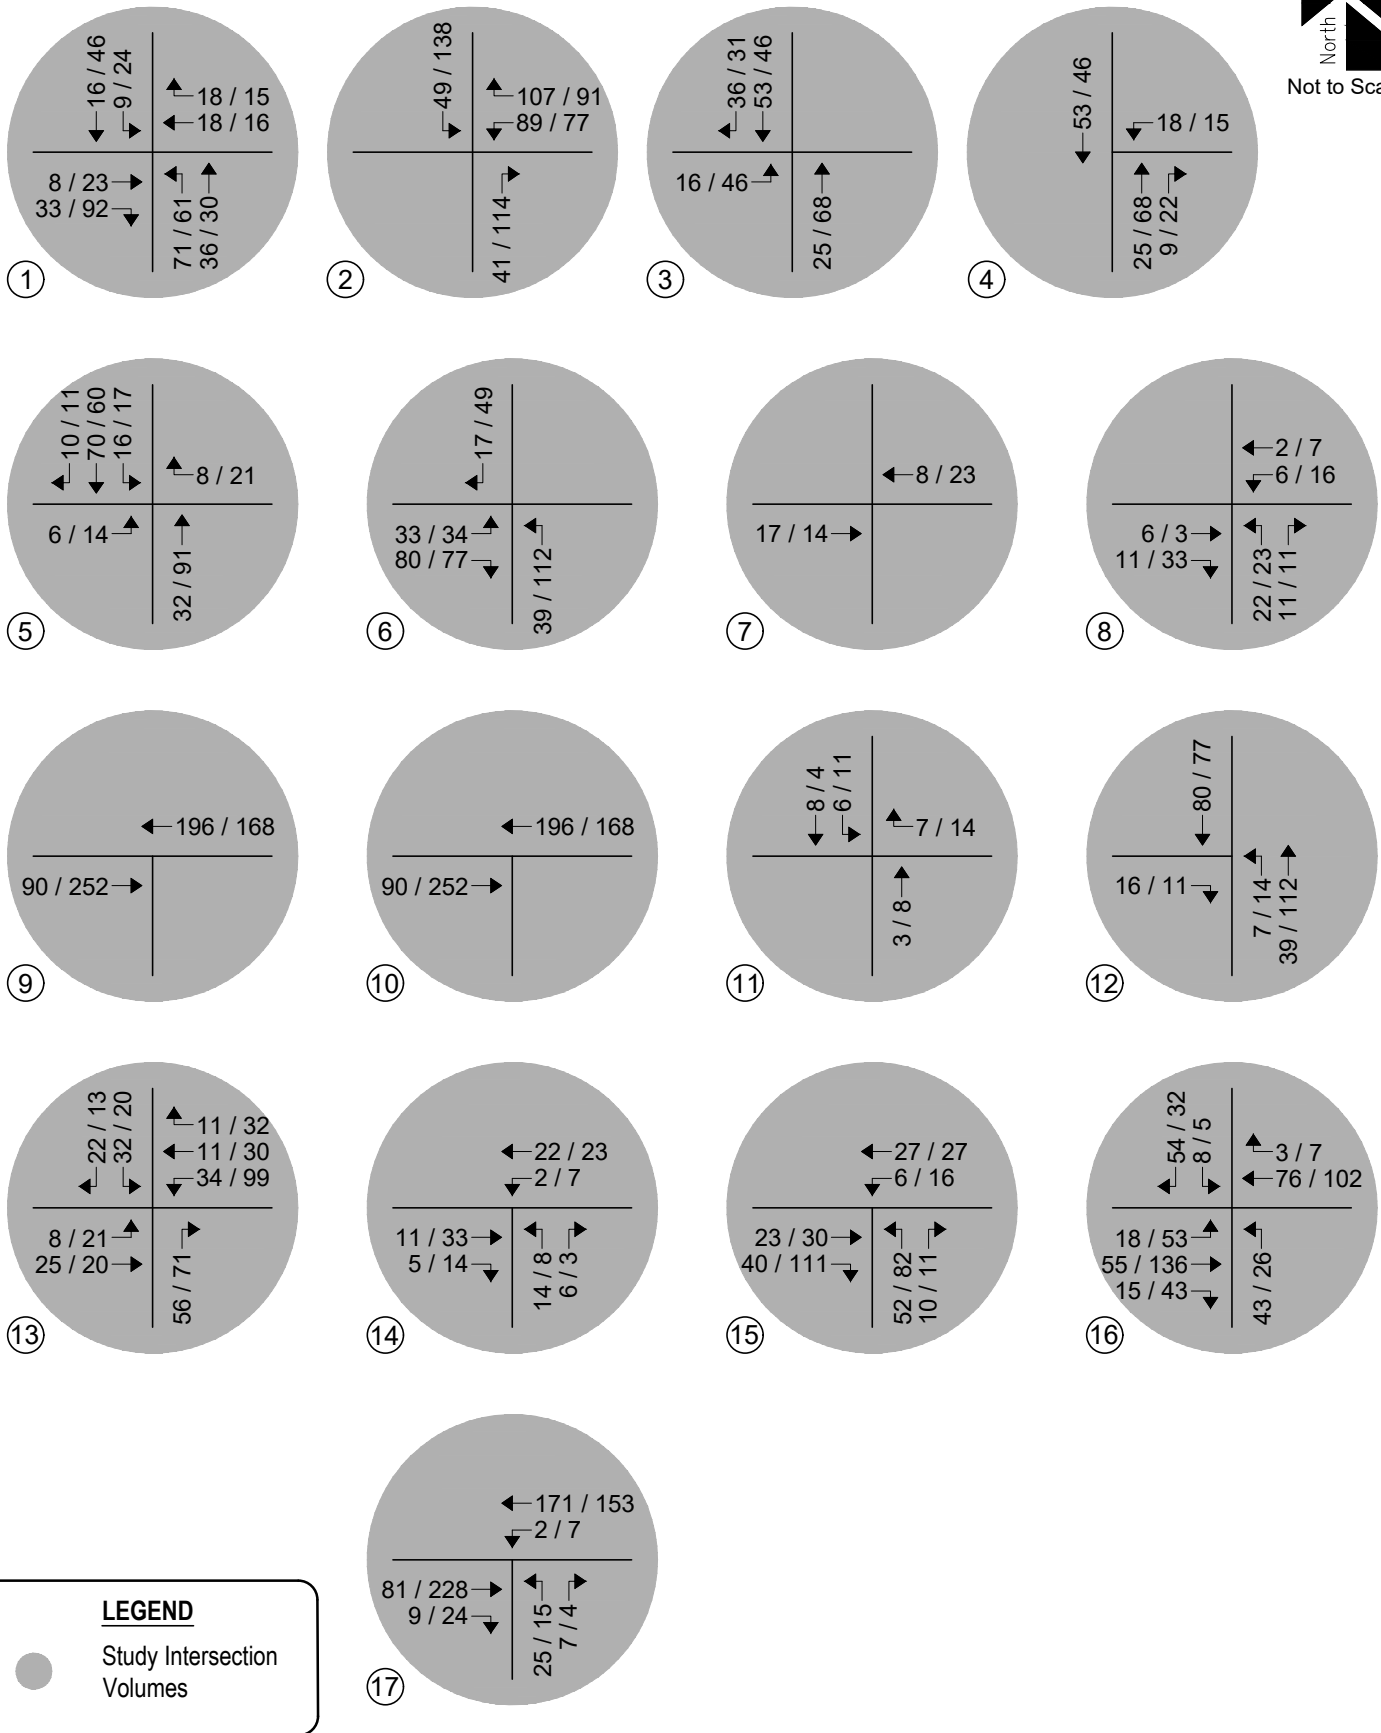 North
Not to Sca
16 / 46
9 / 24
18 / 15
18 / 16
8 / 23
33 / 92
71 / 61
36 / 30
1
49 / 138
107 / 91
89 / 77
41 / 114
2
36 / 31
53 / 46
16 / 46
25 / 68
3
53 / 46
18 / 15
25 / 68
9 / 22
4
10 / 11
70 / 60
16 / 17
8 / 21
6 / 14
32 / 91
5
17 / 49
33 / 34
80 / 77
39 / 112
6
8 / 23
17 / 14
7
2 / 7
6 / 16
6 / 3
11 / 33
22 / 23
11 / 11
8
196 / 168
90 / 252
9
196 / 168
90 / 252
10
8 / 4
6 / 11
7 / 14
3 / 8
11
80 / 77
16 / 11
7 / 14
39 / 112
12
22 / 13
32 / 20
11 / 32
11 / 30
34 / 99
8 / 21
25 / 20
56 / 71
13
22 / 23
2 / 7
11 / 33
5 / 14
14 / 8
6 / 3
14
27 / 27
6 / 16
23 / 30
40 / 111
52 / 82
10 / 11
15
54 / 32
8 / 5
3 / 7
76 / 102
18 / 53
55 / 136
15 / 43
43 / 26
16
171 / 153
2 / 7
81 / 228
9 / 24
25 / 15
7 / 4
17
LEGEND
Study Intersection
Volumes